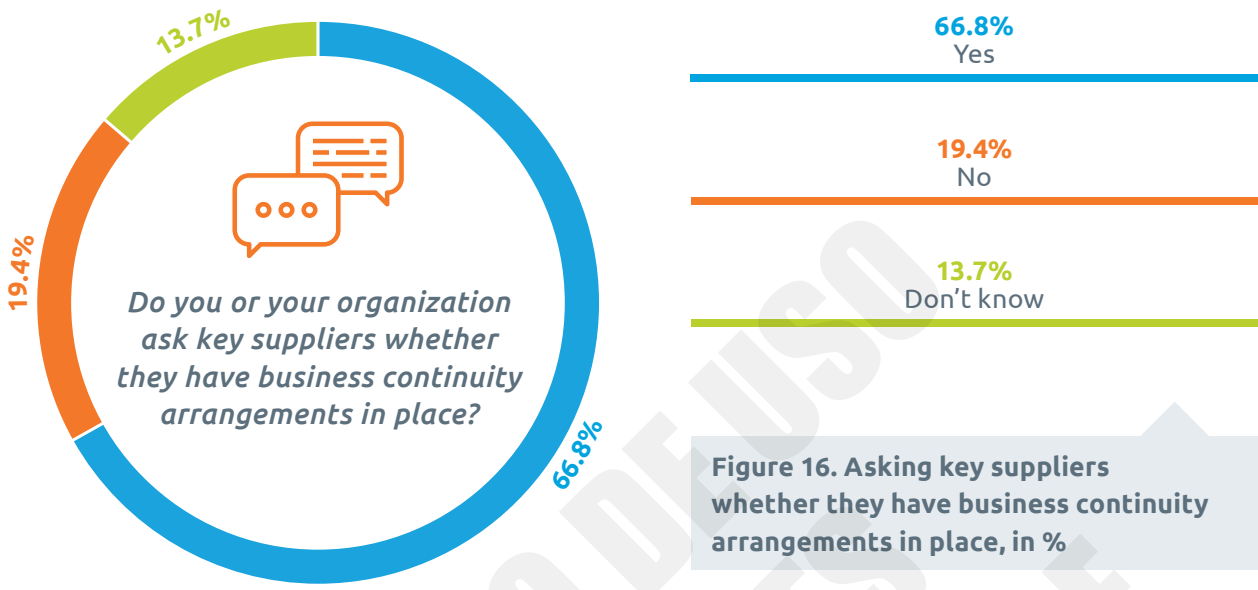 13.7%
19.4%
66.8%
Do you or your organization
ask key suppliers whether
they have business continuity
arrangements in place?
66.8%
Yes
19.4%
No
13.7%
Don't know
Figure 16. Asking key suppliers
whether they have business continuity
arrangements in place, in %
DE USO